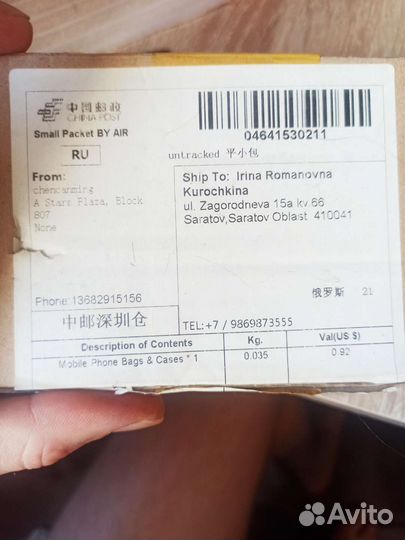 中国邮政
CHINA POST
Small Packet BY AIR
04641530211
RU
untracked 平小包
From:
chencanming
A Stars Plaza, Block
807
None
Ship To: Irina Romanovna
Kurochkina
ul. Zagorodneva 15a kv.66
Saratov,Saratov Oblast 410041
俄罗斯 21
Phone:13682915156
中邮深圳仓
TEL:+7 / 9869873555
Description of Contents Kg. Val(US $)
Mobile Phone Bags & Cases * 1 0.035 0.92
Avito